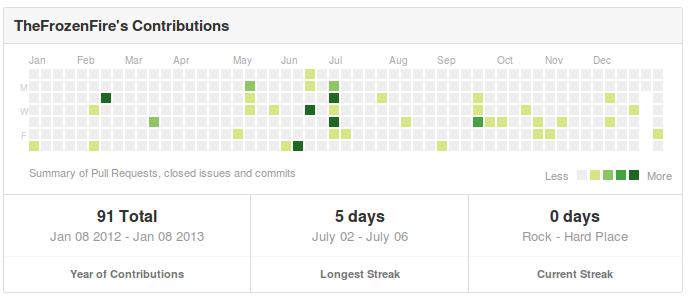 TheFrozenFire's Contributions
Jan Feb Mar Apr May Jun Jul Aug Sep Oct Nov Dec
M
W
F
Summary of Pull Requests, closed issues and commits
Less More
91 Total
Jan 08 2012 - Jan 08 2013
Year of Contributions
5 days
July 02 - July 06
Longest Streak
0 days
Rock - Hard Place
Current Streak